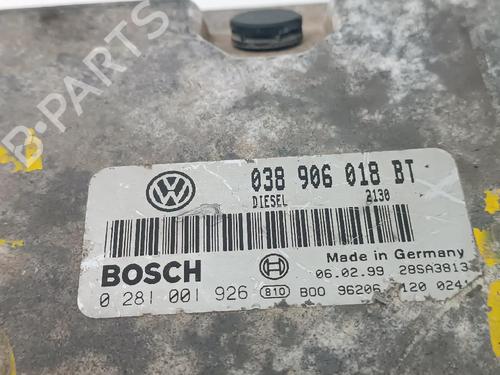 B-PARTS
038 906 018 BT
DIESEL 2130
BOSCH
Made in Germany
06.02.99 28SA3813
0 281 001 926 810 B00 96206 120 024